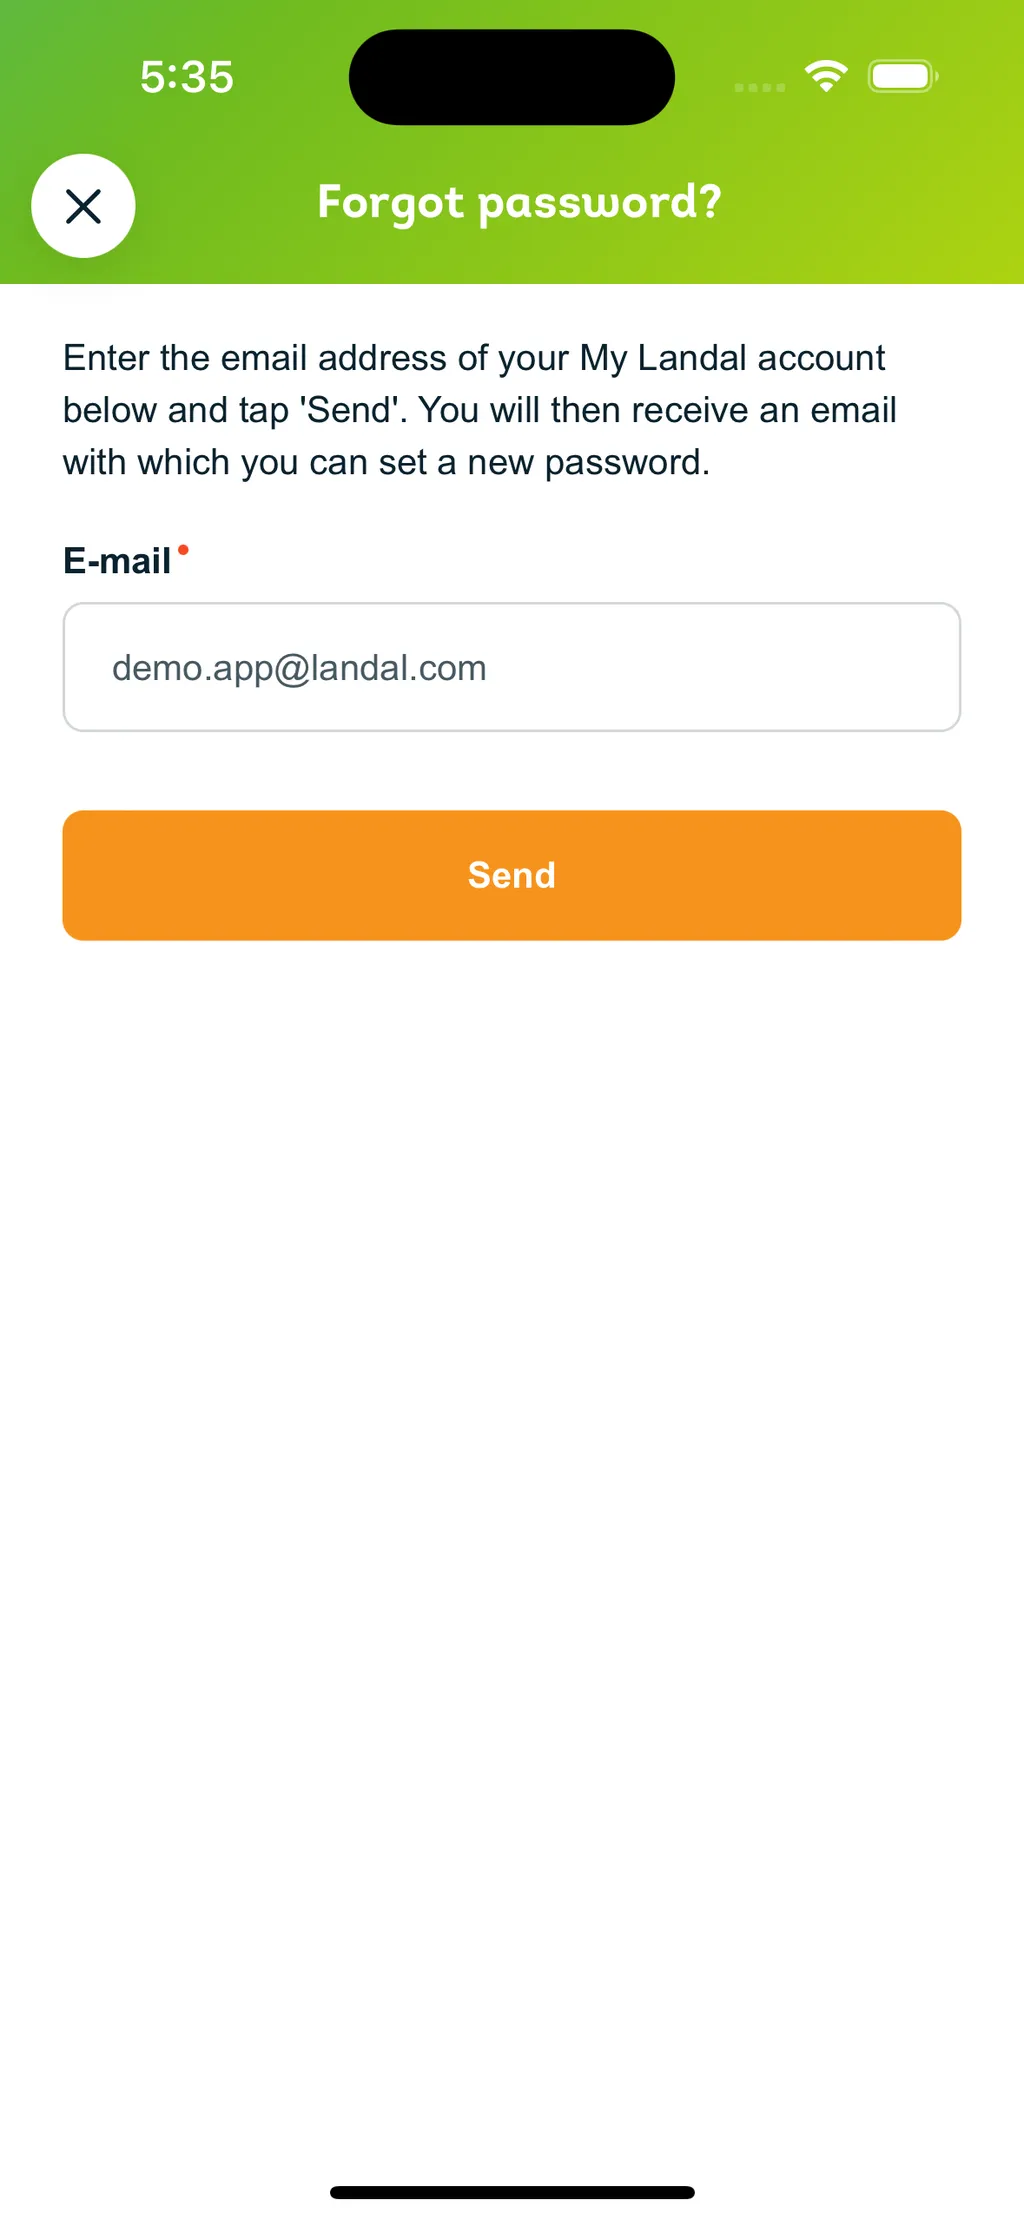 5:35
Forgot password?
Enter the email address of your My Landal account
below and tap 'Send'. You will then receive an email
with which you can set a new password.
E-mail
demo.app@landal.com
Send